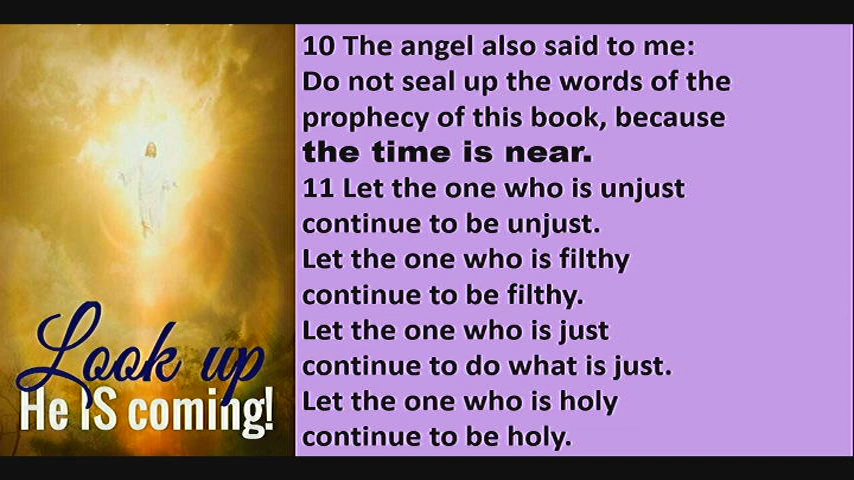 Look up
He IS coming!
10 The angel also said to me:
Do not seal up the words of the
prophecy of this book, because
the time is near.
11 Let the one who is unjust
continue to be unjust.
Let the one who is filthy
continue to be filthy.
Let the one who is just
continue to do what is just.
Let the one who is holy
continue to be holy.